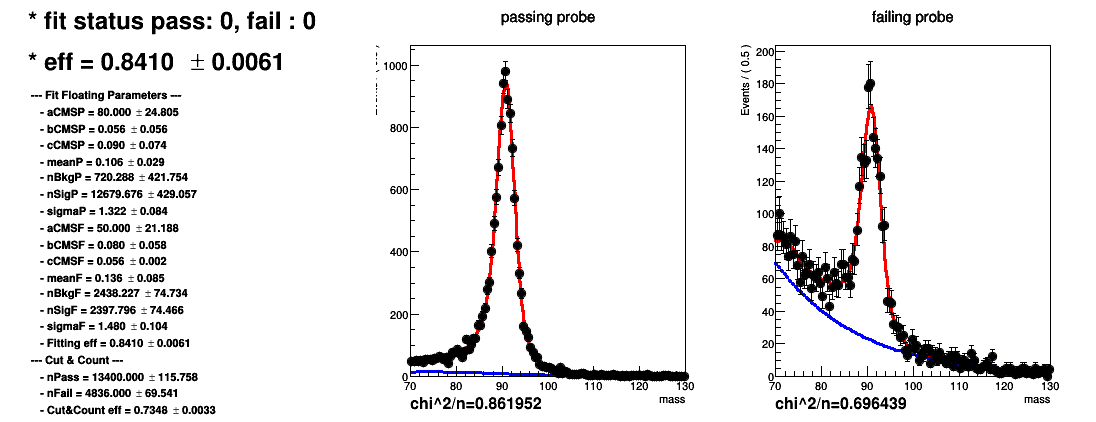 * fit status pass: 0, fail : 0
* eff = 0.8410 ± 0.0061
--- Fit Floating Parameters ---
- aCMSP = 80.000 ± 24.805
- bCMSP = 0.056 ± 0.056
- cCMSP = 0.090 ± 0.074
- meanP = 0.106 ± 0.029
- nBkgP = 720.288 ± 421.754
- nSigP = 12679.676 ± 429.057
- sigmaP = 1.322 ± 0.084
- aCMSF = 50.000 ± 21.188
- bCMSF = 0.080 ± 0.058
- cCMSF = 0.056 ± 0.002
- meanF = 0.136 ± 0.085
- nBkgF = 2438.227 ± 74.734
- nSigF = 2397.796 ± 74.466
- sigmaF = 1.480 ± 0.104
- Fitting eff = 0.8410 ± 0.0061
--- Cut & Count ---
- nPass = 13400.000 ± 115.758
- nFail = 4836.000 ± 69.541
- Cut&Count eff = 0.7348 ± 0.0033
passing probe
1000
800
600
400
200
0
70 80 90 100 110 120 130
mass
chi^2/n=0.861952
failing probe
Events / ( 0.5 )
200
180
160
140
120
100
80
60
40
20
0
70 80 90 100 110 120 130
mass
chi^2/n=0.696439